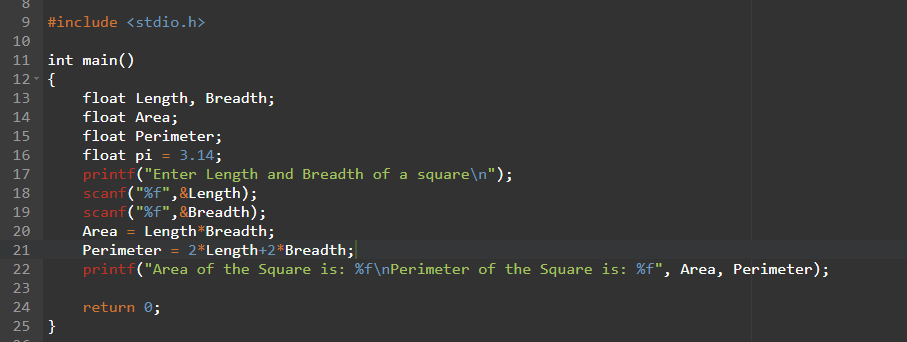 8
9 #include <stdio.h>
10
11 int main()
12 {
13     float Length, Breadth;
14     float Area;
15     float Perimeter;
16     float pi = 3.14;
17     printf("Enter Length and Breadth of a square\n");
18     scanf("%f",&Length);
19     scanf("%f",&Breadth);
20     Area = Length*Breadth;
21     Perimeter = 2*Length+2*Breadth;
22     printf("Area of the Square is: %f\nPerimeter of the Square is: %f", Area, Perimeter);
23
24     return 0;
25 }